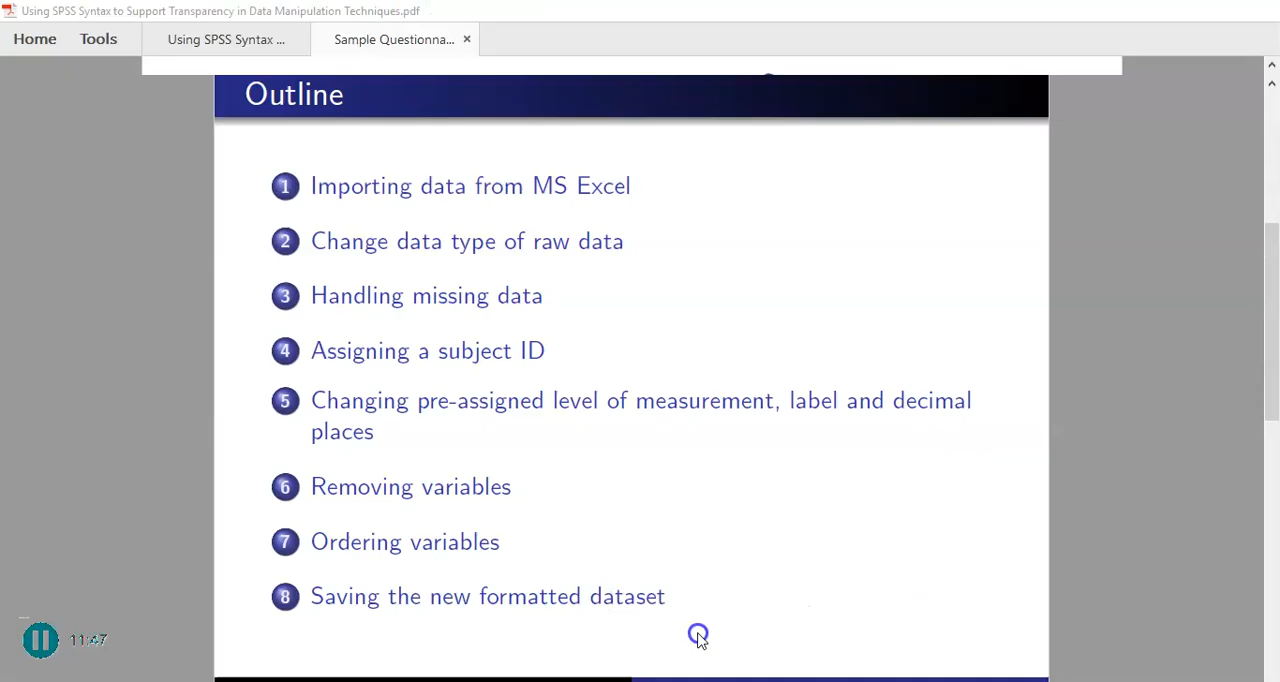 Using SPSS Syntax to Support Transparency in Data Manipulation Techniques.pdf
Home Tools Using SPSS Syntax ... Sample Questionna... ×
Outline
1 Importing data from MS Excel
2 Change data type of raw data
3 Handling missing data
4 Assigning a subject ID
5 Changing pre-assigned level of measurement, label and decimal
places
6 Removing variables
7 Ordering variables
8 Saving the new formatted dataset
11:47